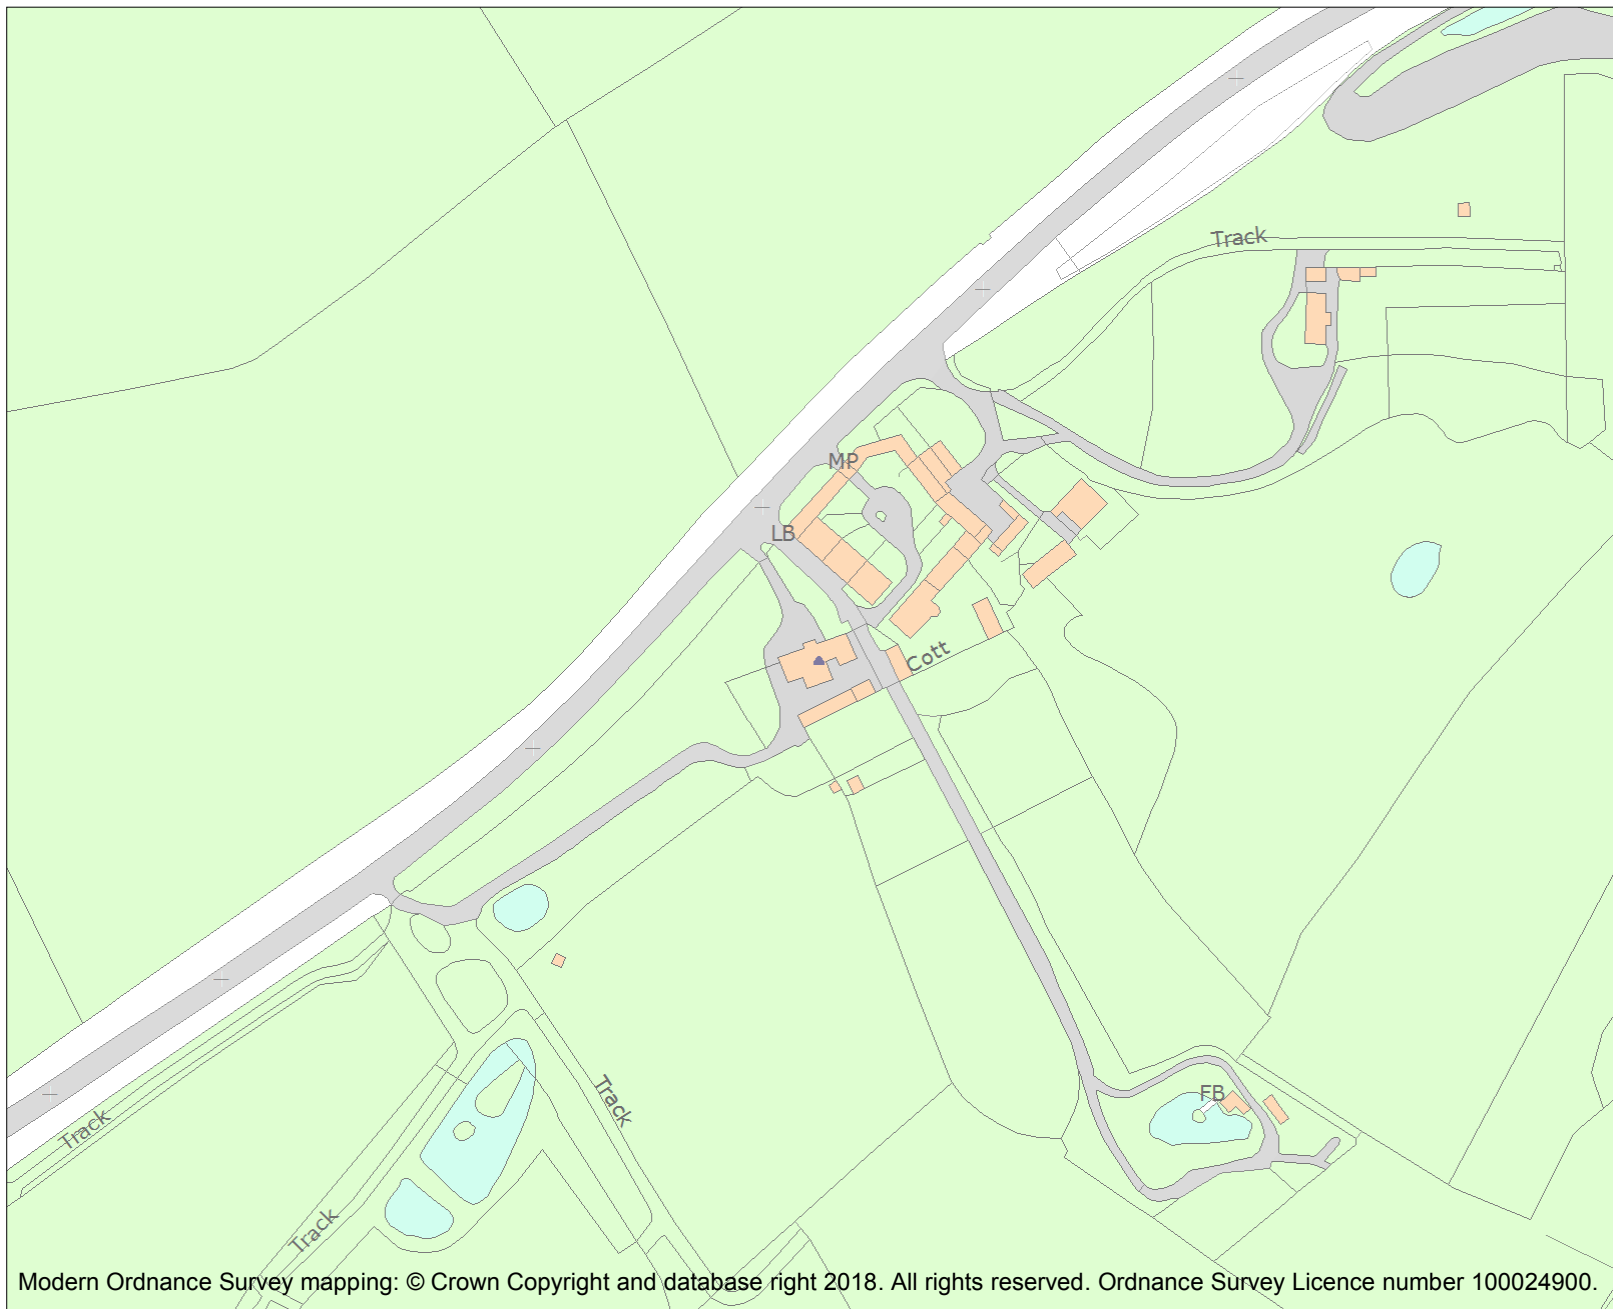 Track
MP
LB
Cott
FB
Track
Track
Track
Modern Ordnance Survey mapping: © Crown Copyright and database right 2018. All rights reserved. Ordnance Survey Licence number 100024900.